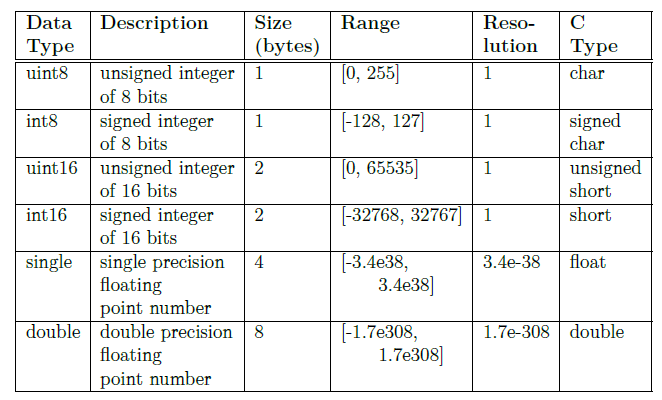 Data Description Size Range Reso- C
Type (bytes) lution Type
uint8 unsigned integer 1 [0, 255] 1 char
of 8 bits
int8 signed integer 1 [-128, 127] 1 signed
of 8 bits char
uint16 unsigned integer 2 [0, 65535] 1 unsigned
of 16 bits short
int16 signed integer 2 [-32768, 32767] 1 short
of 16 bits
single single precision 4 [-3.4e38, 3.4e-38 float
floating 3.4e38]
point number
double double precision 8 [-1.7e308, 1.7e-308 double
floating 1.7e308]
point number